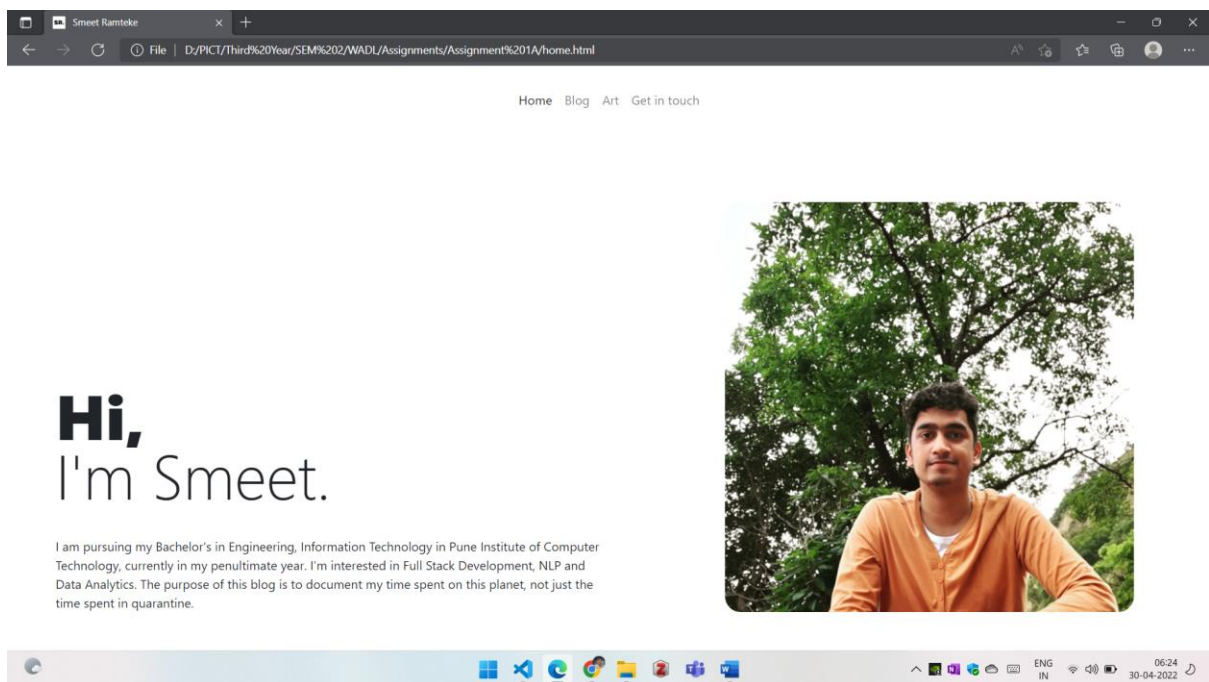 SR. Smeet Ramteke
File | D:/PICT/Third%20Year/SEM%202/WADL/Assignments/Assignment%201A/home.html
Home Blog Art Get in touch
Hi,
I'm Smeet.
I am pursuing my Bachelor's in Engineering, Information Technology in Pune Institute of Computer
Technology, currently in my penultimate year. I'm interested in Full Stack Development, NLP and
Data Analytics. The purpose of this blog is to document my time spent on this planet, not just the
time spent in quarantine.
ENG 06:24
IN 30-04-2022